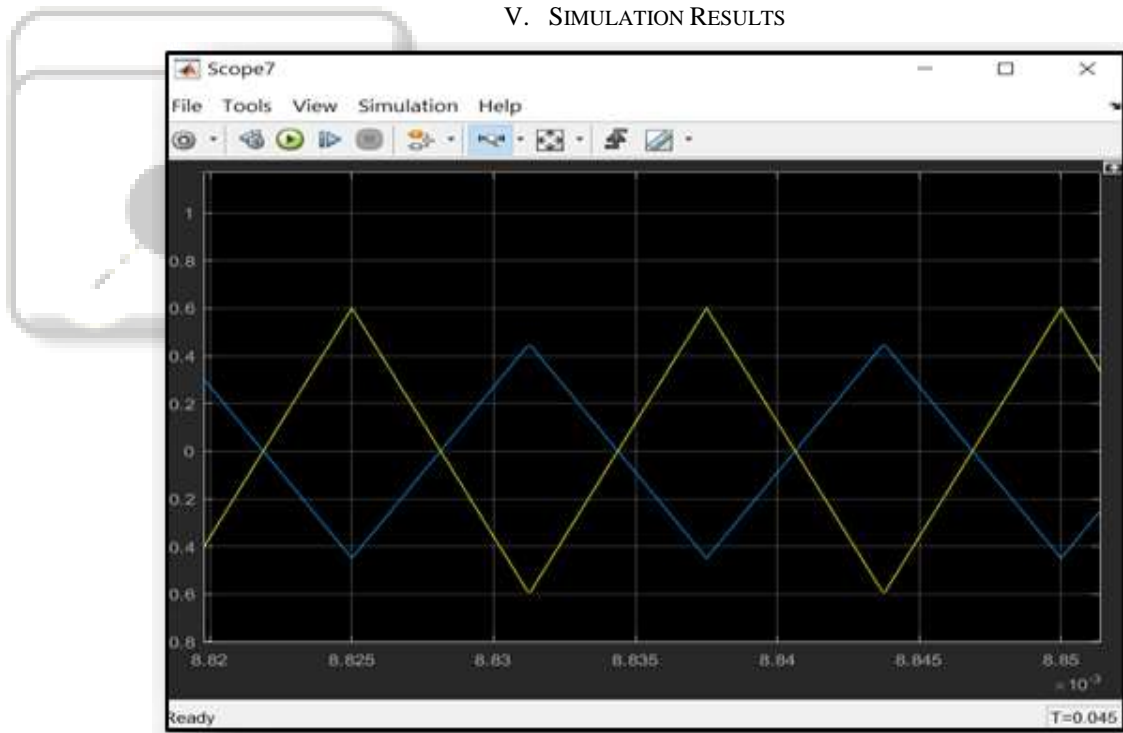 V. SIMULATION RESULTS
Scope7
File Tools View Simulation Help
1
0.8
0.6
0.4
0.2
0
0.2
0.4
0.6
0.8
8.82 8.825 8.83 8.835 8.84 8.845 8.85
×10⁻³
Ready T=0.045